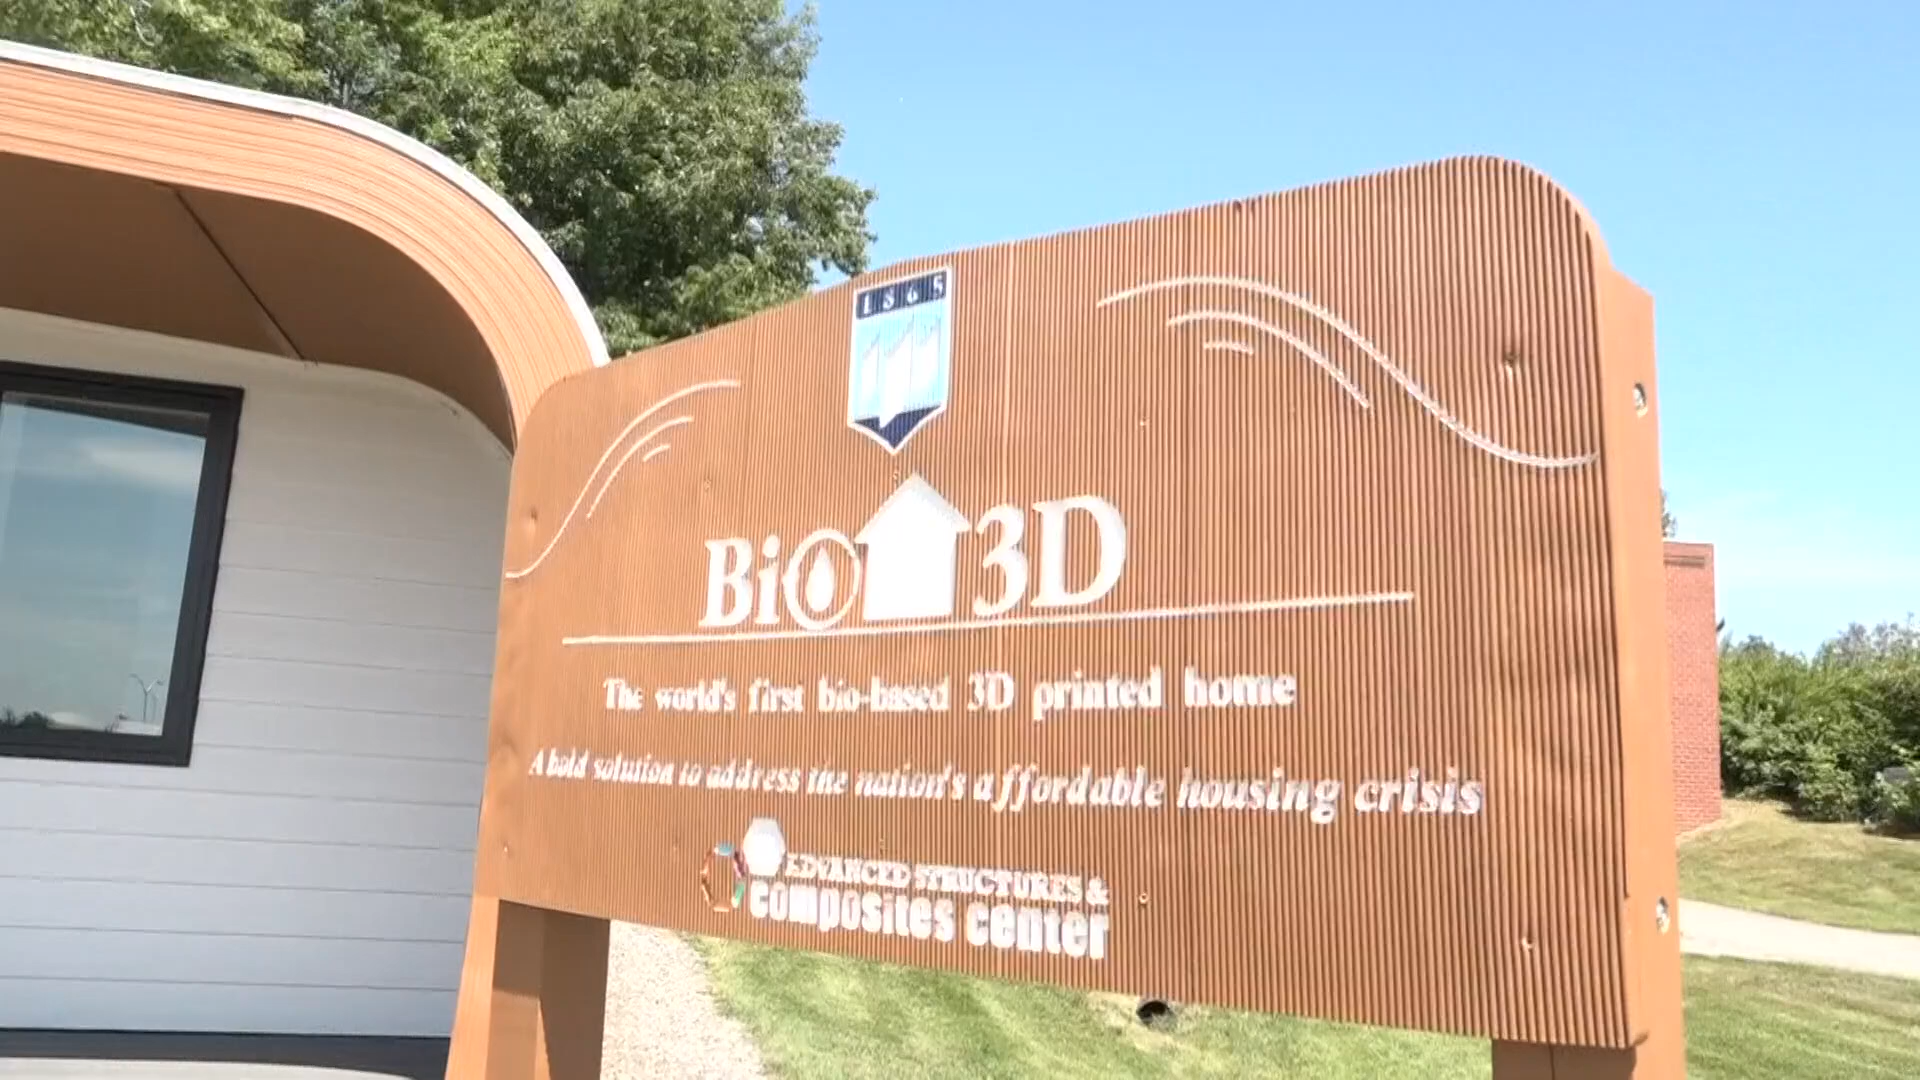 1865
BiO 3D
The world's first bio-based 3D printed home
A bold solution to address the nation's affordable housing crisis
ADVANCED STRUCTURES &
composites center